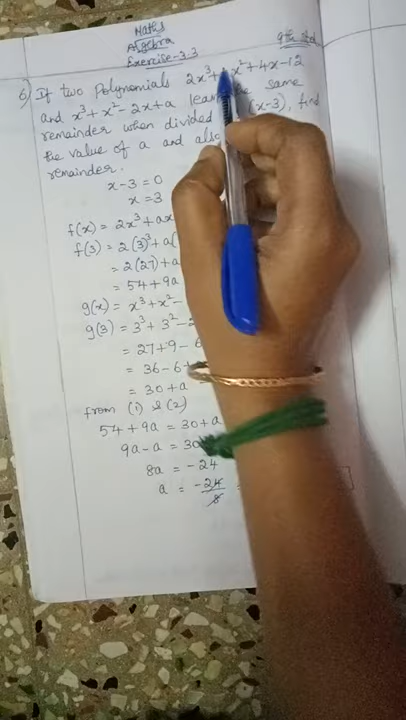 Maths
Algebra
Exercise-3.3
9th std
6) If two Polynomials 2x³+ x²+4x-12
and x³+x²-2x+a the same
remainder when divided (x-3), find
the value of a and also
remainder.
x-3=0
x=3
f(x) = 2x³+ax
f(3) = 2(3)³+a(
= 2(27)+a
= 54+9a
g(x) = x³+x²-
g(3) = 3³+3²-2
= 27+9-6
= 36-6+
= 30+a
from (1) & (2)
54+9a = 30+a
9a-a = 30
8a = -24
a = -24/8 =